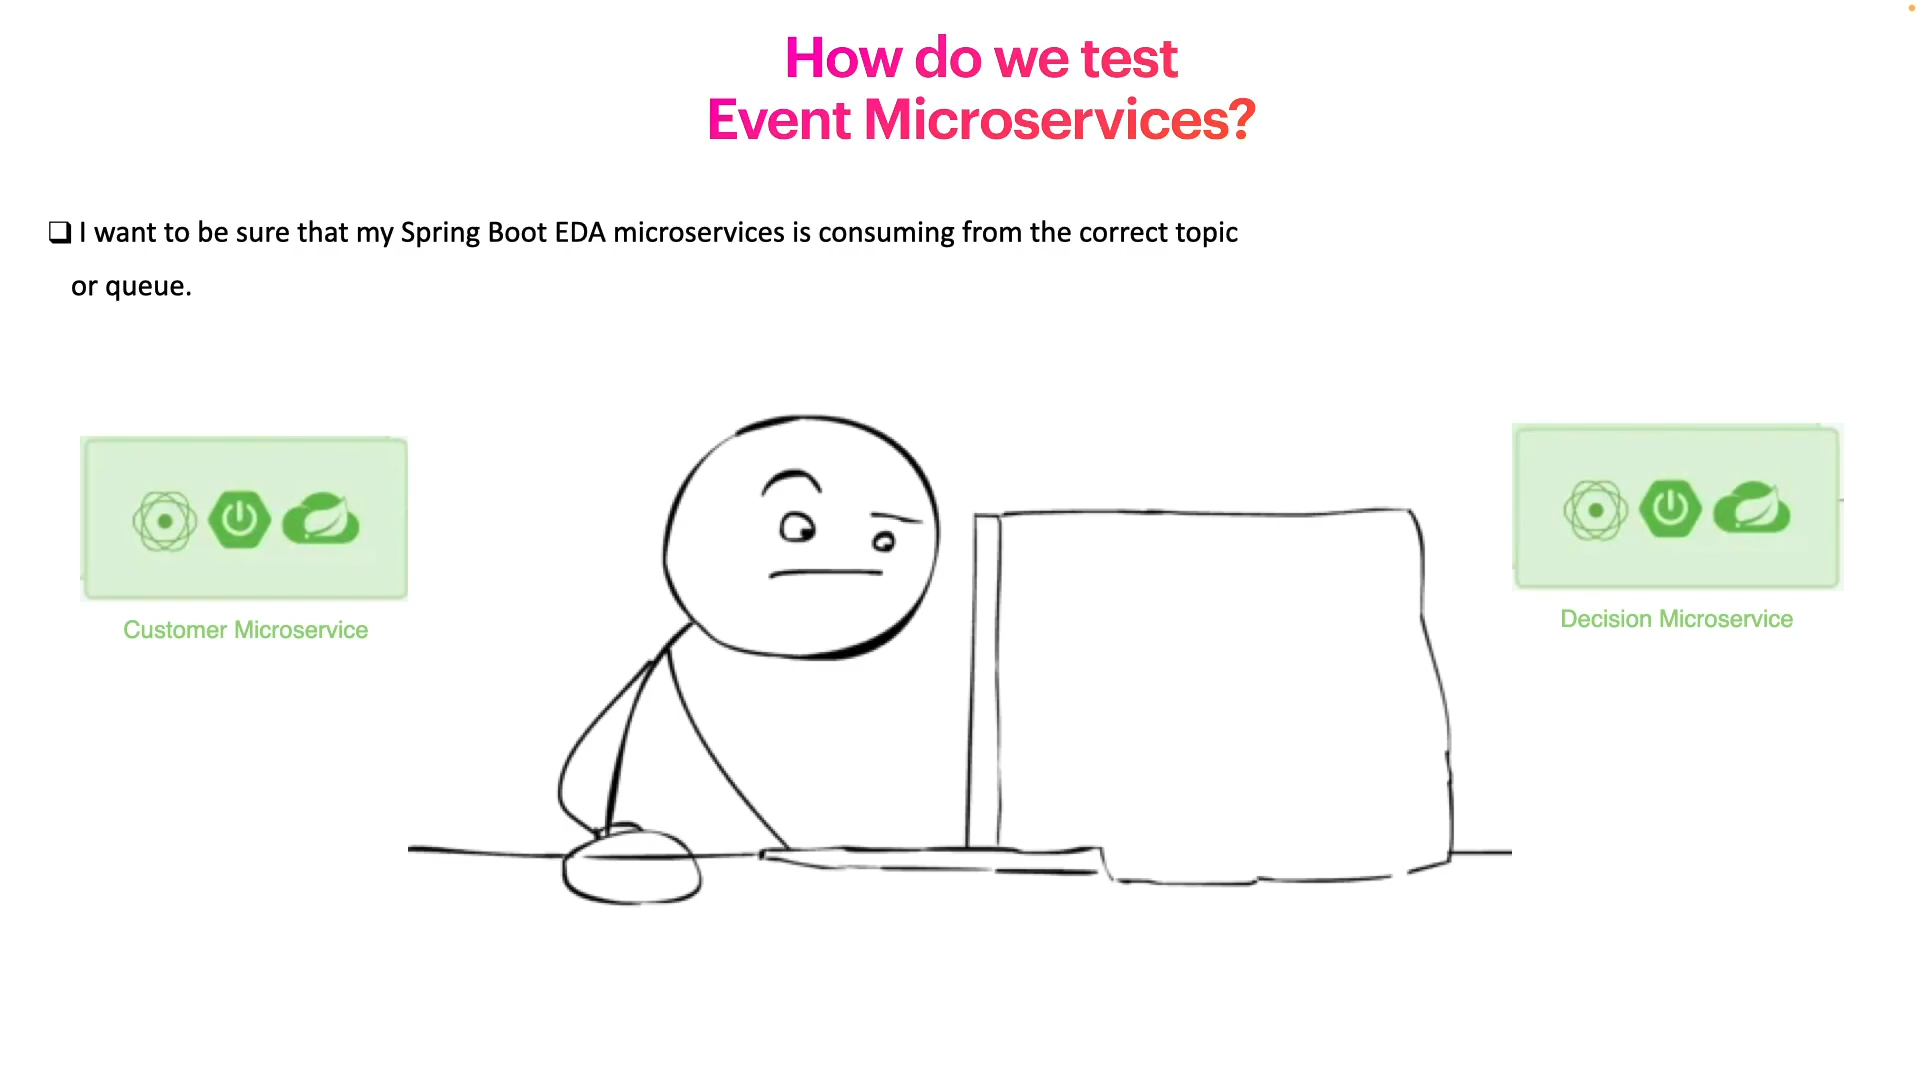 How do we test
Event Microservices?
I want to be sure that my Spring Boot EDA microservices is consuming from the correct topic
or queue.
Customer Microservice
Decision Microservice